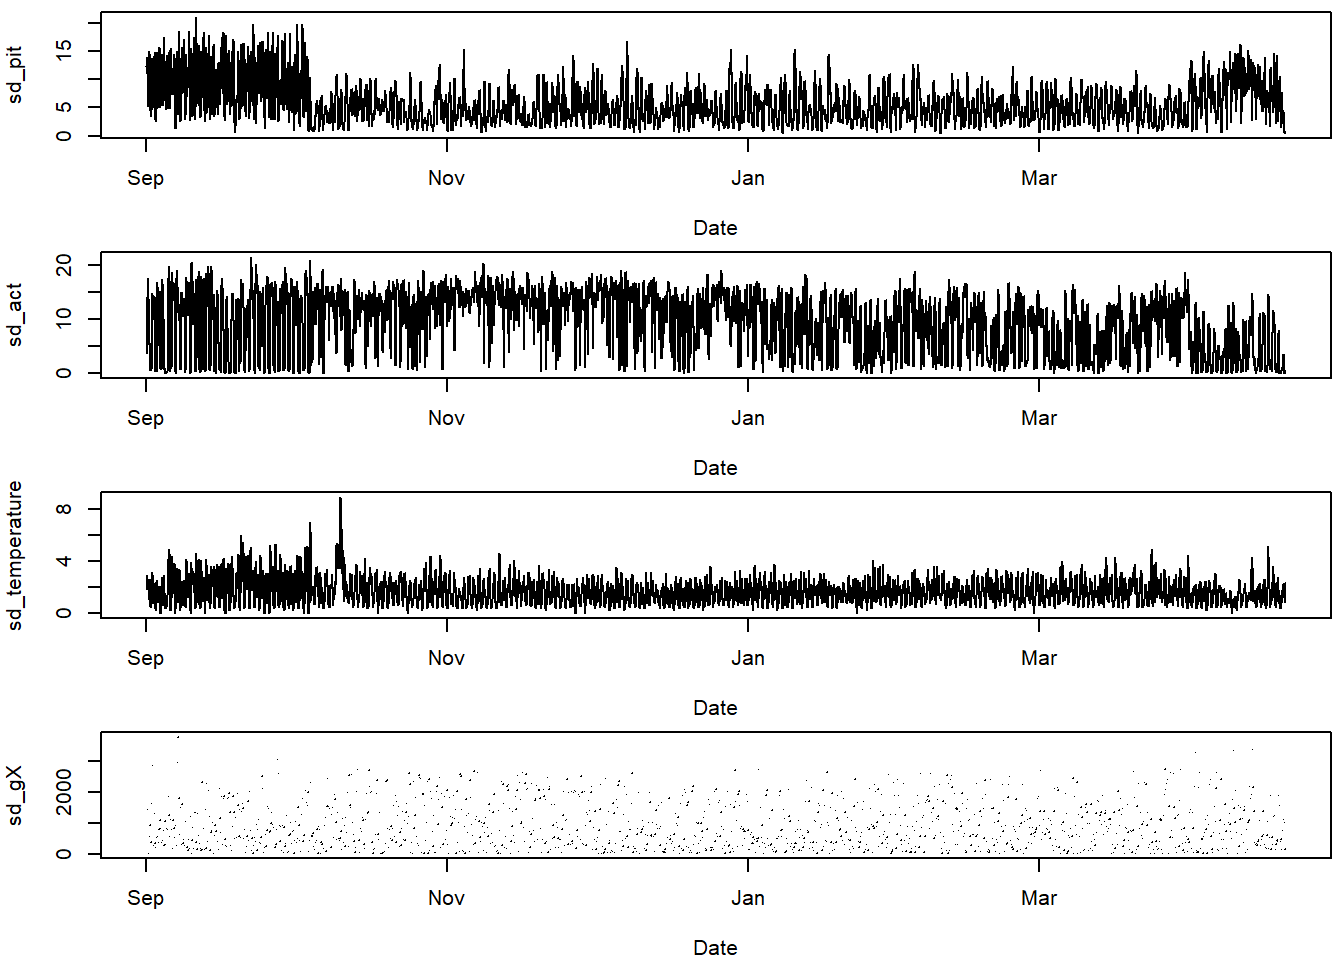 sd_pit
0 5 15
Sep Nov Jan Mar
Date
sd_act
0 10 20
Sep Nov Jan Mar
Date
sd_temperature
0 4 8
Sep Nov Jan Mar
Date
sd_gX
0 2000
Sep Nov Jan Mar
Date